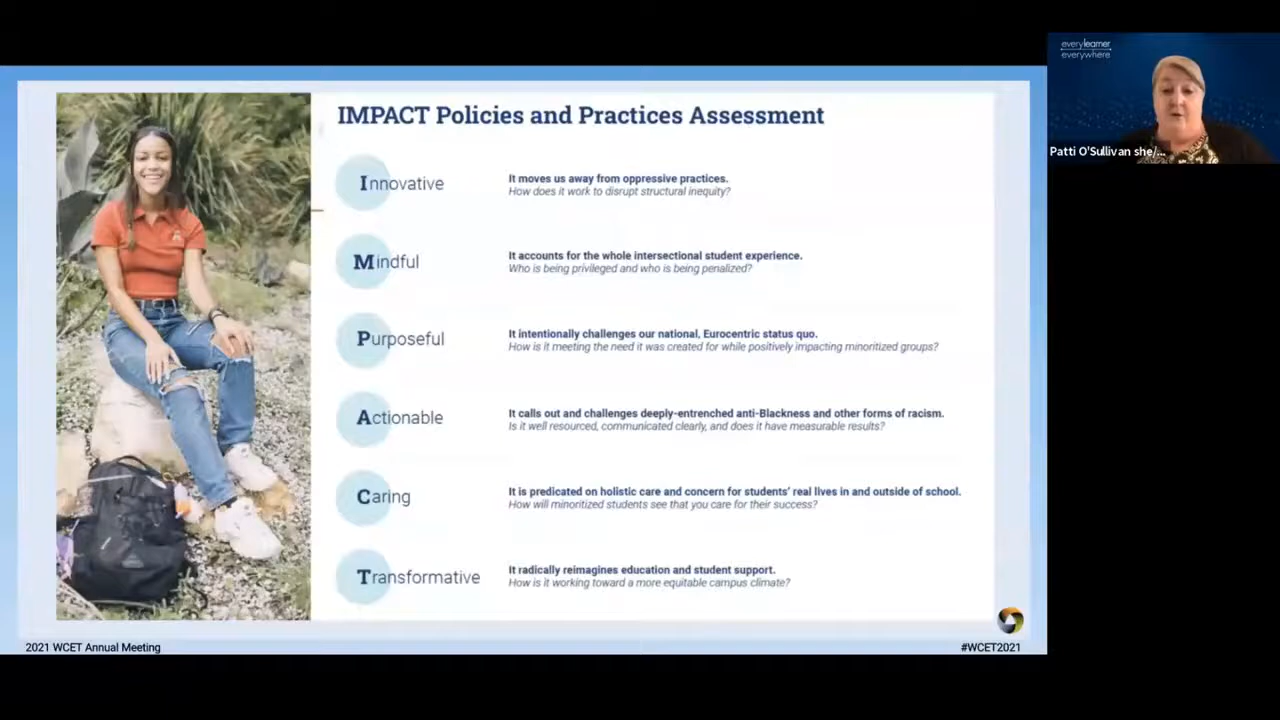 IMPACT Policies and Practices Assessment
Innovative
It moves us away from oppressive practices.
How does it work to disrupt structural inequity?
Mindful
It accounts for the whole intersectional student experience.
Who is being privileged and who is being penalized?
Purposeful
It intentionally challenges our national, Eurocentric status quo.
How is it meeting the need it was created for while positively impacting minoritized groups?
Actionable
It calls out and challenges deeply-entrenched anti-Blackness and other forms of racism.
Is it well resourced, communicated clearly, and does it have measurable results?
Caring
It is predicated on holistic care and concern for students' real lives in and outside of school.
How will minoritized students see that you care for their success?
Transformative
It radically reimagines education and student support.
How is it working toward a more equitable campus climate?
2021 WCET Annual Meeting
#WCET2021
everylearner
everywhere
Patti O'Sullivan she/...